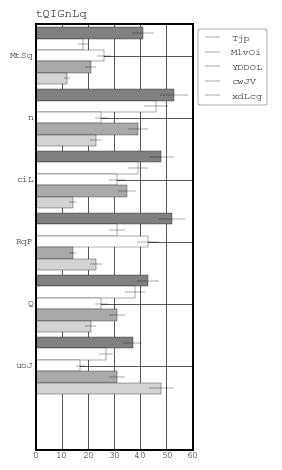 tQIGnLq
Tjp
MlvOi
YDDOL
cwJV
xdLcg
MtSq
n
ciL
RqP
Q
uoJ
0 10 20 30 40 50 60